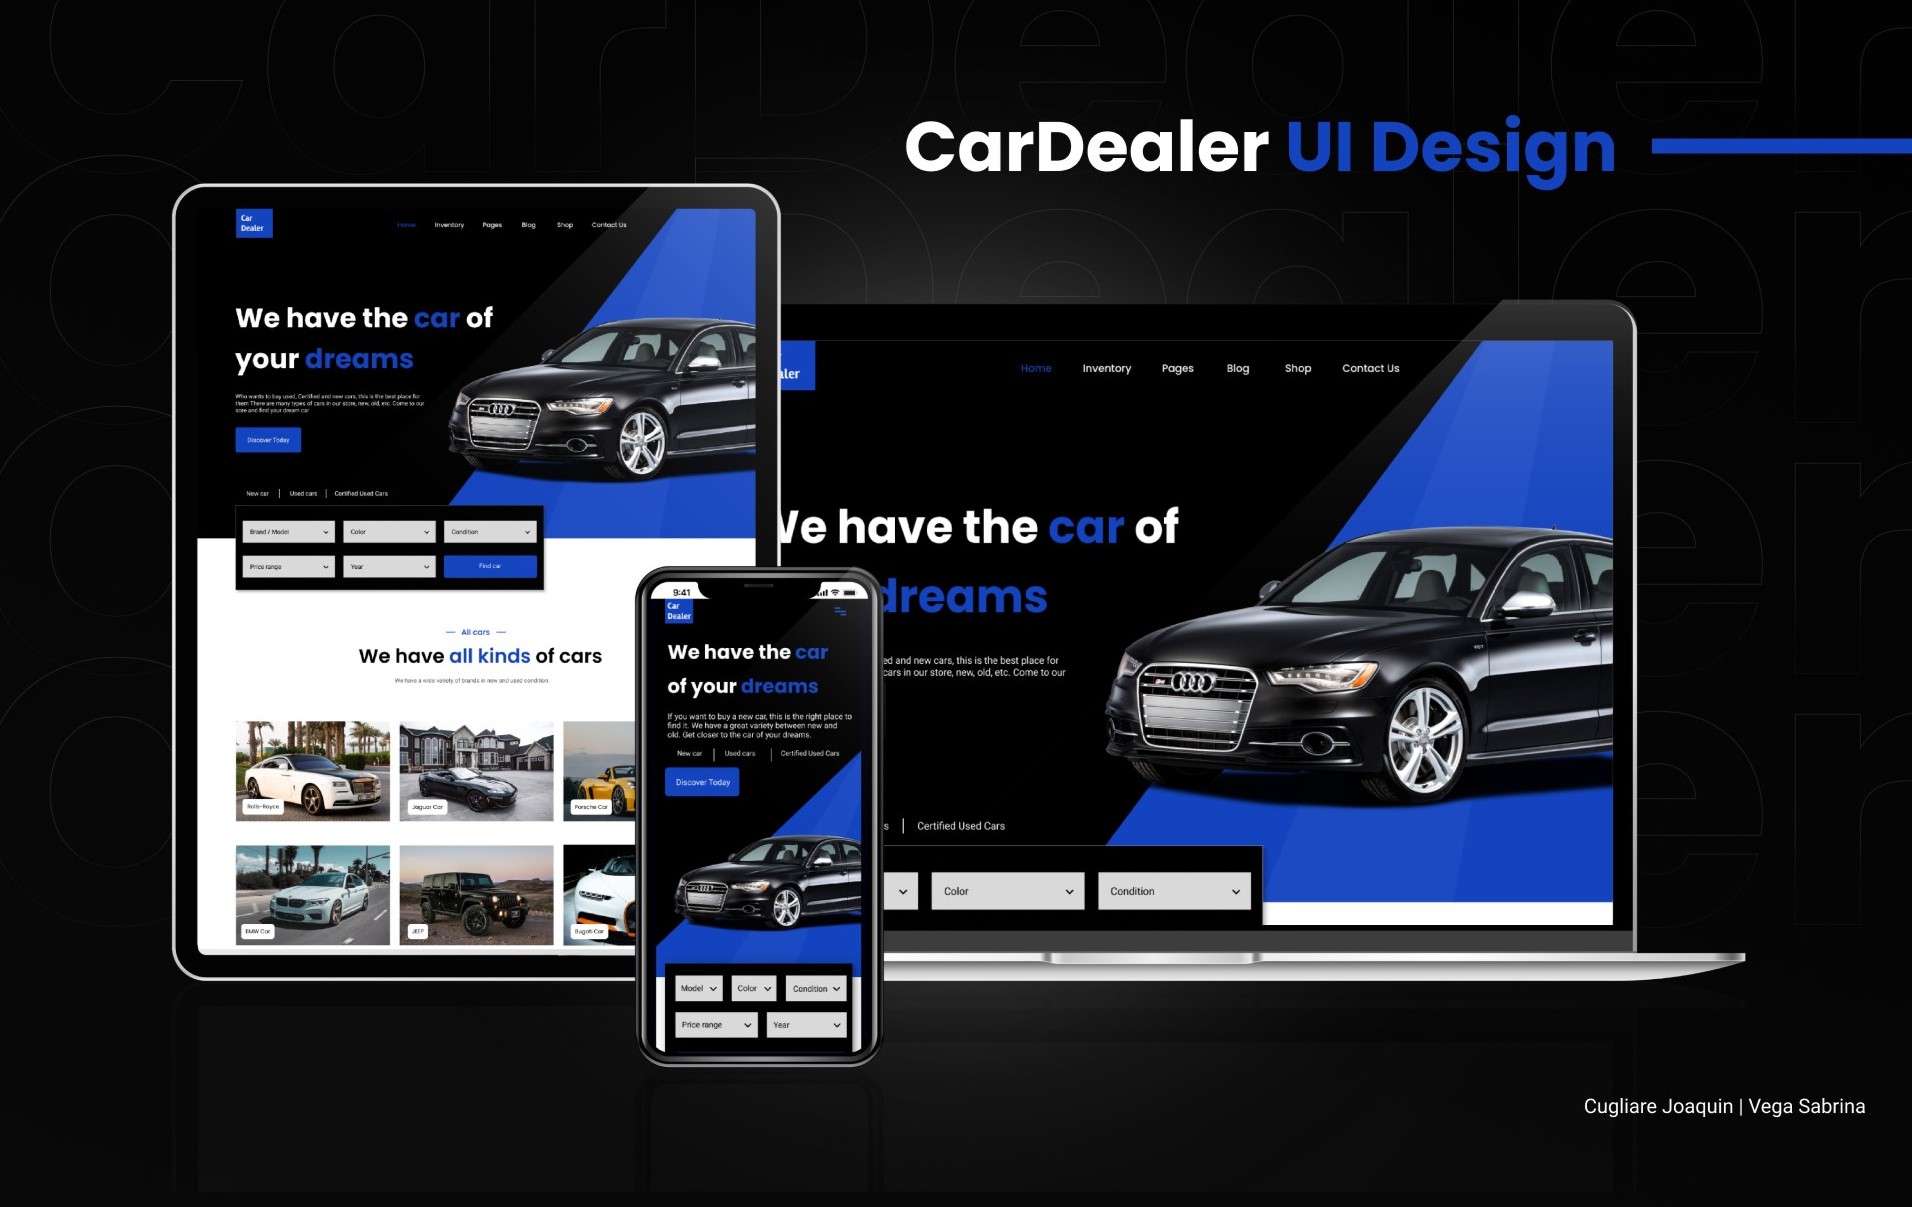 CarDealer UI Design
Car
Dealer
Home Inventory Pages Blog Shop Contact Us
We have the car of
your dreams
Who wants to buy used, Certified and new cars, this is the best place for
them There are many types of cars in our store, new, old, etc. Come to our
sore and find your dream car
Discover Today
New car | Used cars | Certified Used Cars
Brand / Model Color Condition
Price range Year Find car
All cars
We have all kinds of cars
We have a wide variety of brands in new and used condition.
Rolls-Royce Jaguar Car Porsche Car
BMW Car JEEP Bugati Car
9:41
Car
Dealer
We have the car
of your dreams
If you want to buy a new car, this is the right place to
find it. We have a great variety between new and
old. Get closer to the car of your dreams.
New car | Used cars | Certified Used Cars
Discover Today
Model Color Condition
Price range Year
aler
Home Inventory Pages Blog Shop Contact Us
We have the car of
dreams
ed and new cars, this is the best place for
cars in our store, new, old, etc. Come to our
s | Certified Used Cars
Color Condition
Cugliare Joaquin | Vega Sabrina